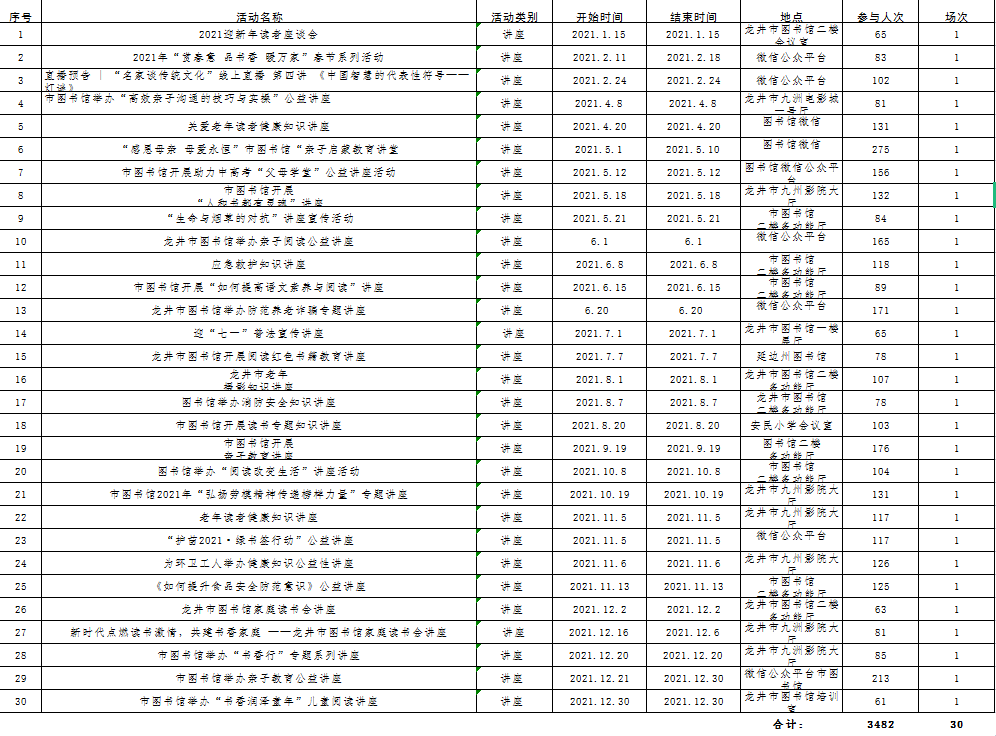 序号 活动名称 活动类别 开始时间 结束时间 地点 参与人次 场次
1 2021迎新年读者座谈会 讲座 2021.1.15 2021.1.15 龙井市图书馆二楼会议室 65 1
2 2021年“赏春意 品书香 暖万家”春节系列活动 讲座 2021.2.11 2021.2.18 微信公众平台 83 1
3 直播预告 | “名家谈传统文化”线上直播 第四讲 《中国智慧的代表性符号——灯谜》 讲座 2021.2.24 2021.2.24 微信公众平台 102 1
4 市图书馆举办“高效亲子沟通的技巧与实操”公益讲座 讲座 2021.4.8 2021.4.8 龙井市九洲电影城一号厅 81 1
5 关爱老年读者健康知识讲座 讲座 2021.4.20 2021.4.20 图书馆微信 131 1
6 “感恩母亲 母爱永恒”市图书馆“亲子启蒙教育讲堂 讲座 2021.5.1 2021.5.10 图书馆微信 275 1
7 市图书馆开展助力中高考“父母学堂”公益讲座活动 讲座 2021.5.12 2021.5.12 图书馆微信公众平台 156 1
8 市图书馆开展“人和书都有灵魂”讲座 讲座 2021.5.18 2021.5.18 龙井市九州影院大厅 132 1
9 “生命与烟草的对抗”讲座宣传活动 讲座 2021.5.21 2021.5.21 市图书馆二楼多功能厅 84 1
10 龙井市图书馆举办亲子阅读公益讲座 讲座 6.1 6.1 微信公众平台 165 1
11 应急救护知识讲座 讲座 2021.6.8 2021.6.8 市图书馆二楼多功能厅 118 1
12 市图书馆开展“如何提高语文素养与阅读”讲座 讲座 2021.6.15 2021.6.15 市图书馆二楼多功能厅 89 1
13 龙井市图书馆举办防范养老诈骗专题讲座 讲座 6.20 6.20 微信公众平台 171 1
14 迎“七一”普法宣传讲座 讲座 2021.7.1 2021.7.1 龙井市图书馆一楼展厅 65 1
15 龙井市图书馆开展阅读红色书籍教育讲座 讲座 2021.7.7 2021.7.7 延边州图书馆 78 1
16 龙井市老年摄影知识讲座 讲座 2021.8.1 2021.8.1 龙井市图书馆二楼多功能厅 107 1
17 图书馆举办消防安全知识讲座 讲座 2021.8.7 2021.8.7 龙井市图书馆二楼多功能厅 78 1
18 市图书馆开展读书专题知识讲座 讲座 2021.8.20 2021.8.20 安民小学会议室 103 1
19 市图书馆开展亲子教育讲座 讲座 2021.9.19 2021.9.19 图书馆二楼多功能厅 176 1
20 图书馆举办“阅读改变生活”讲座活动 讲座 2021.10.8 2021.10.8 市图书馆二楼多功能厅 104 1
21 市图书馆2021年“弘扬劳模精神传递榜样力量”专题讲座 讲座 2021.10.19 2021.10.19 龙井市九州影院大厅 131 1
22 老年读者健康知识讲座 讲座 2021.11.5 2021.11.5 龙井市九州影院大厅 117 1
23 “护苗2021·绿书签行动”公益讲座 讲座 2021.11.5 2021.11.5 微信公众平台 117 1
24 为环卫工人举办健康知识公益性讲座 讲座 2021.11.6 2021.11.6 龙井市九州影院大厅 126 1
25 《如何提升食品安全防范意识》公益讲座 讲座 2021.11.13 2021.11.13 市图书馆二楼多功能厅 125 1
26 龙井市图书馆家庭读书会讲座 讲座 2021.12.2 2021.12.2 龙井市图书馆二楼多功能厅 63 1
27 新时代点燃读书激情，共建书香家庭 ——龙井市图书馆家庭读书会讲座 讲座 2021.12.16 2021.12.6 龙井市九洲影院大厅 81 1
28 市图书馆举办“书香行”专题系列讲座 讲座 2021.12.20 2021.12.20 龙井市九洲影院大厅 85 1
29 市图书馆举办亲子教育公益讲座 讲座 2021.12.21 2021.12.30 微信公众平台市图书馆 213 1
30 市图书馆举办“书香润泽童年”儿童阅读讲座 讲座 2021.12.30 2021.12.30 龙井市图书馆培训室 61 1
合计： 3482 30